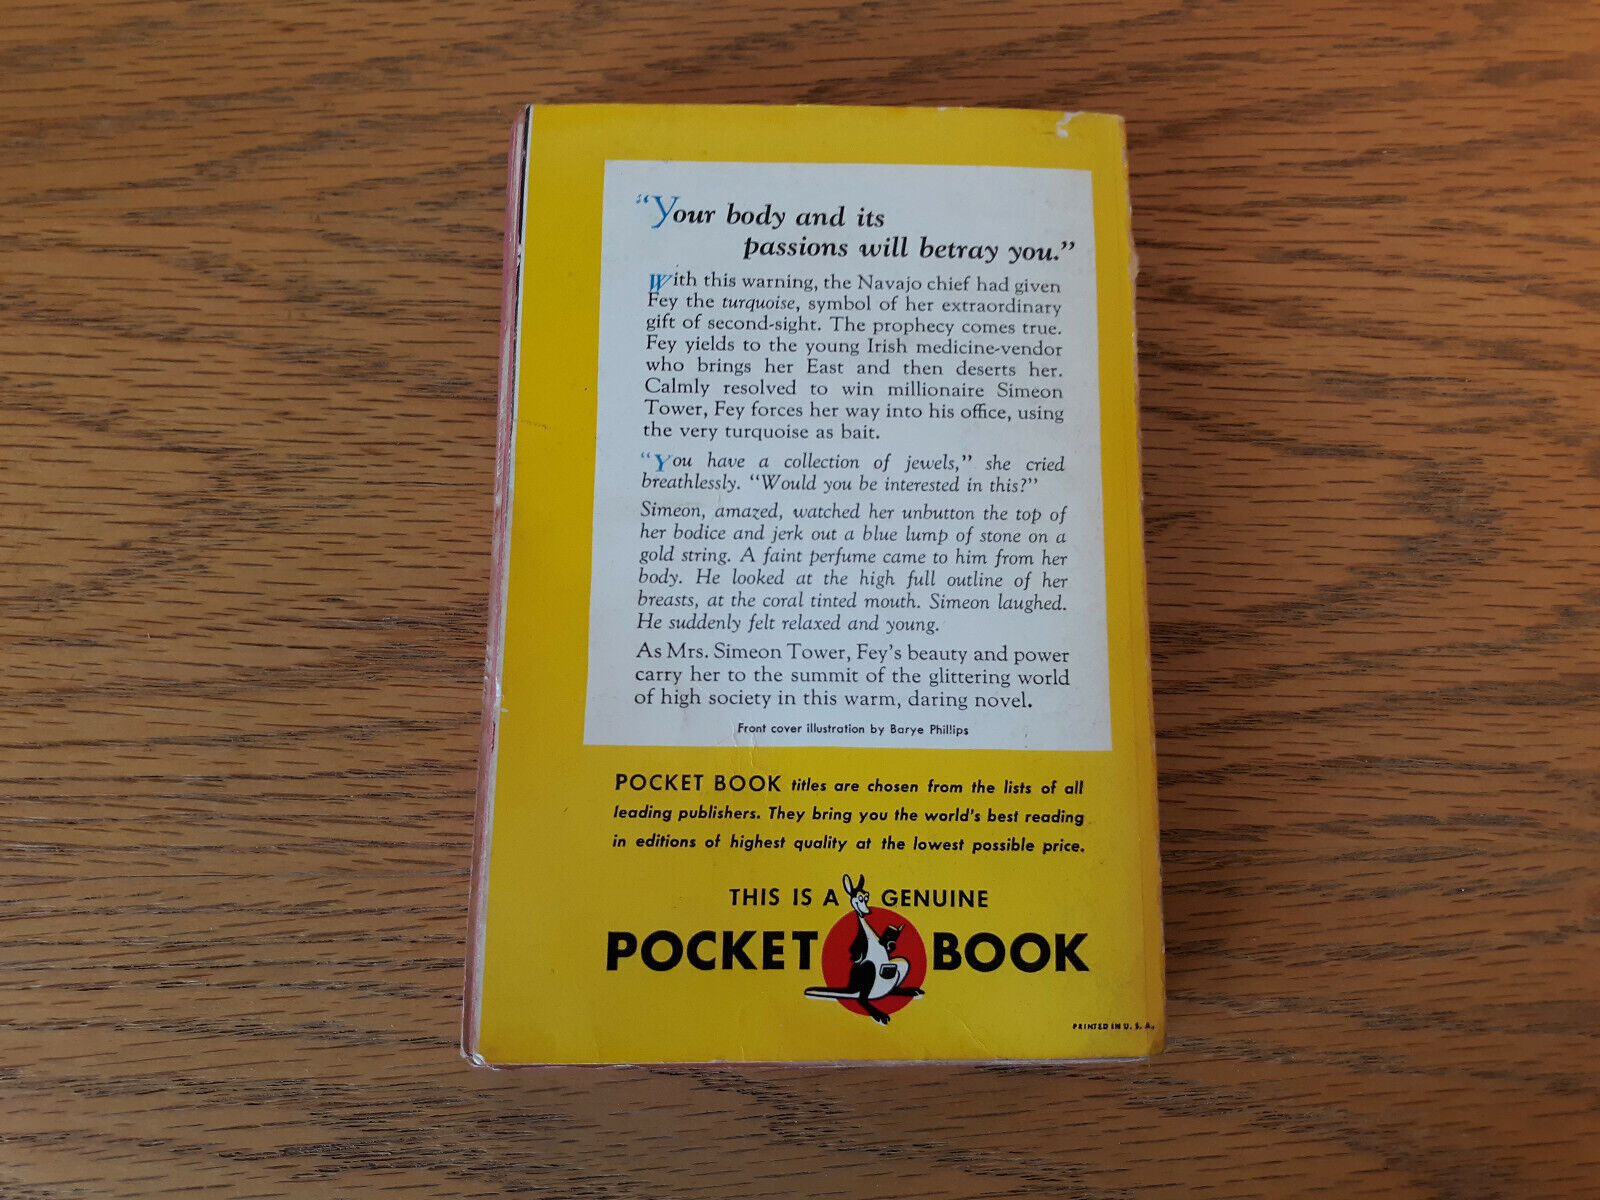 "Your body and its
passions will betray you."
With this warning, the Navajo chief had given
Fey the turquoise, symbol of her extraordinary
gift of second-sight. The prophecy comes true.
Fey yields to the young Irish medicine-vendor
who brings her East and then deserts her.
Calmly resolved to win millionaire Simeon
Tower, Fey forces her way into his office, using
the very turquoise as bait.
"You have a collection of jewels," she cried
breathlessly. "Would you be interested in this?"
Simeon, amazed, watched her unbutton the top of
her bodice and jerk out a blue lump of stone on a
gold string. A faint perfume came to him from her
body. He looked at the high full outline of her
breasts, at the coral tinted mouth. Simeon laughed.
He suddenly felt relaxed and young.
As Mrs. Simeon Tower, Fey's beauty and power
carry her to the summit of the glittering world
of high society in this warm, daring novel.
Front cover illustration by Barye Phillips
POCKET BOOK titles are chosen from the lists of all
leading publishers. They bring you the world's best reading
in editions of highest quality at the lowest possible price.
THIS IS A GENUINE
POCKET BOOK
PRINTED IN U. S. A.